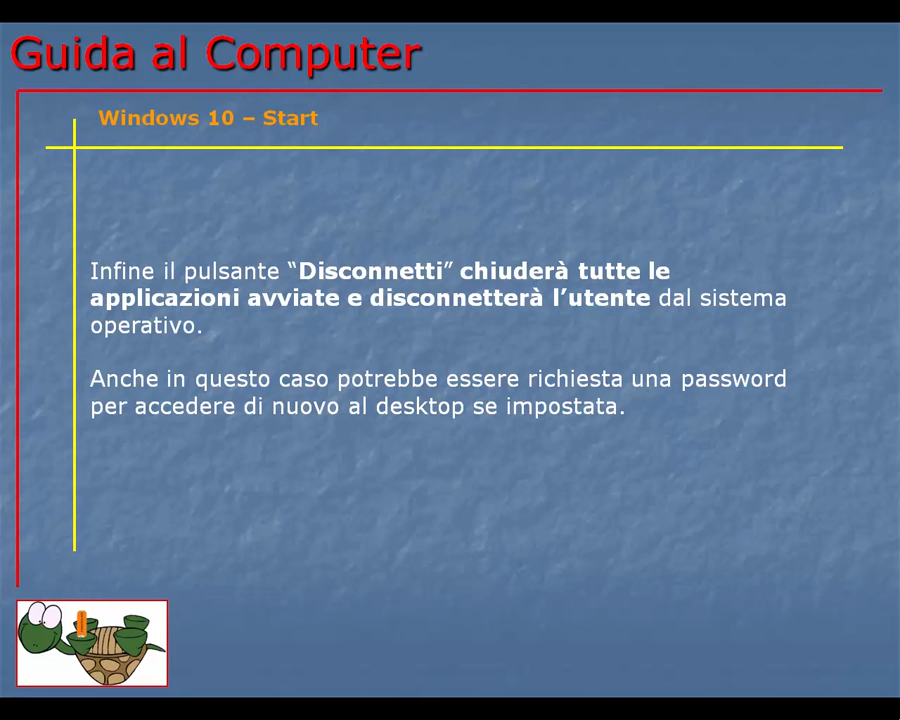 Guida al Computer
Windows 10 – Start
Infine il pulsante “Disconnetti” chiuderà tutte le
applicazioni avviate e disconnetterà l’utente dal sistema
operativo.
Anche in questo caso potrebbe essere richiesta una password
per accedere di nuovo al desktop se impostata.